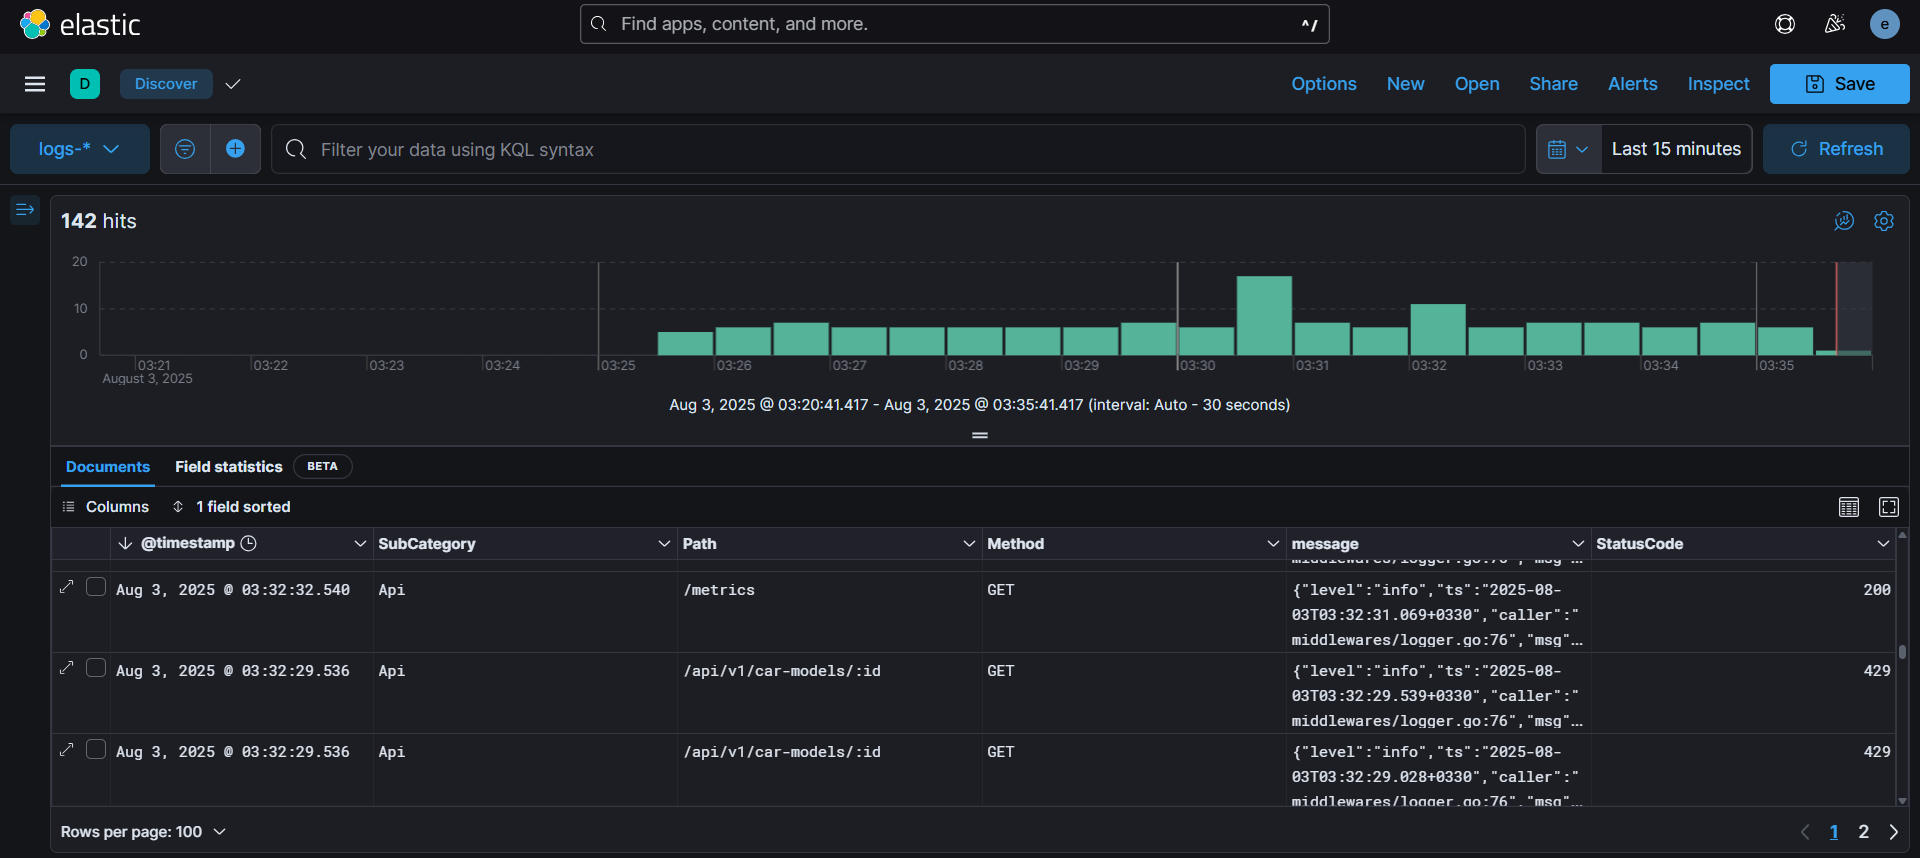 elastic
Find apps, content, and more.
^/
e
D
Discover
Options
New
Open
Share
Alerts
Inspect
Save
logs-*
Filter your data using KQL syntax
Last 15 minutes
Refresh
142 hits
20
10
0
03:21
03:22
03:23
03:24
03:25
03:26
03:27
03:28
03:29
03:30
03:31
03:32
03:33
03:34
03:35
August 3, 2025
Aug 3, 2025 @ 03:20:41.417 - Aug 3, 2025 @ 03:35:41.417 (interval: Auto - 30 seconds)
Documents
Field statistics
BETA
Columns
1 field sorted
@timestamp
SubCategory
Path
Method
message
StatusCode
middlewares/logger.go:76","msg"...
Aug 3, 2025 @ 03:32:32.540
Api
/metrics
GET
{"level":"info","ts":"2025-08-
03T03:32:31.069+0330","caller":"
middlewares/logger.go:76","msg"...
200
Aug 3, 2025 @ 03:32:29.536
Api
/api/v1/car-models/:id
GET
{"level":"info","ts":"2025-08-
03T03:32:29.539+0330","caller":"
middlewares/logger.go:76","msg"...
429
Aug 3, 2025 @ 03:32:29.536
Api
/api/v1/car-models/:id
GET
{"level":"info","ts":"2025-08-
03T03:32:29.028+0330","caller":"
middlewares/logger.go:76","msg"...
429
Rows per page: 100
1
2